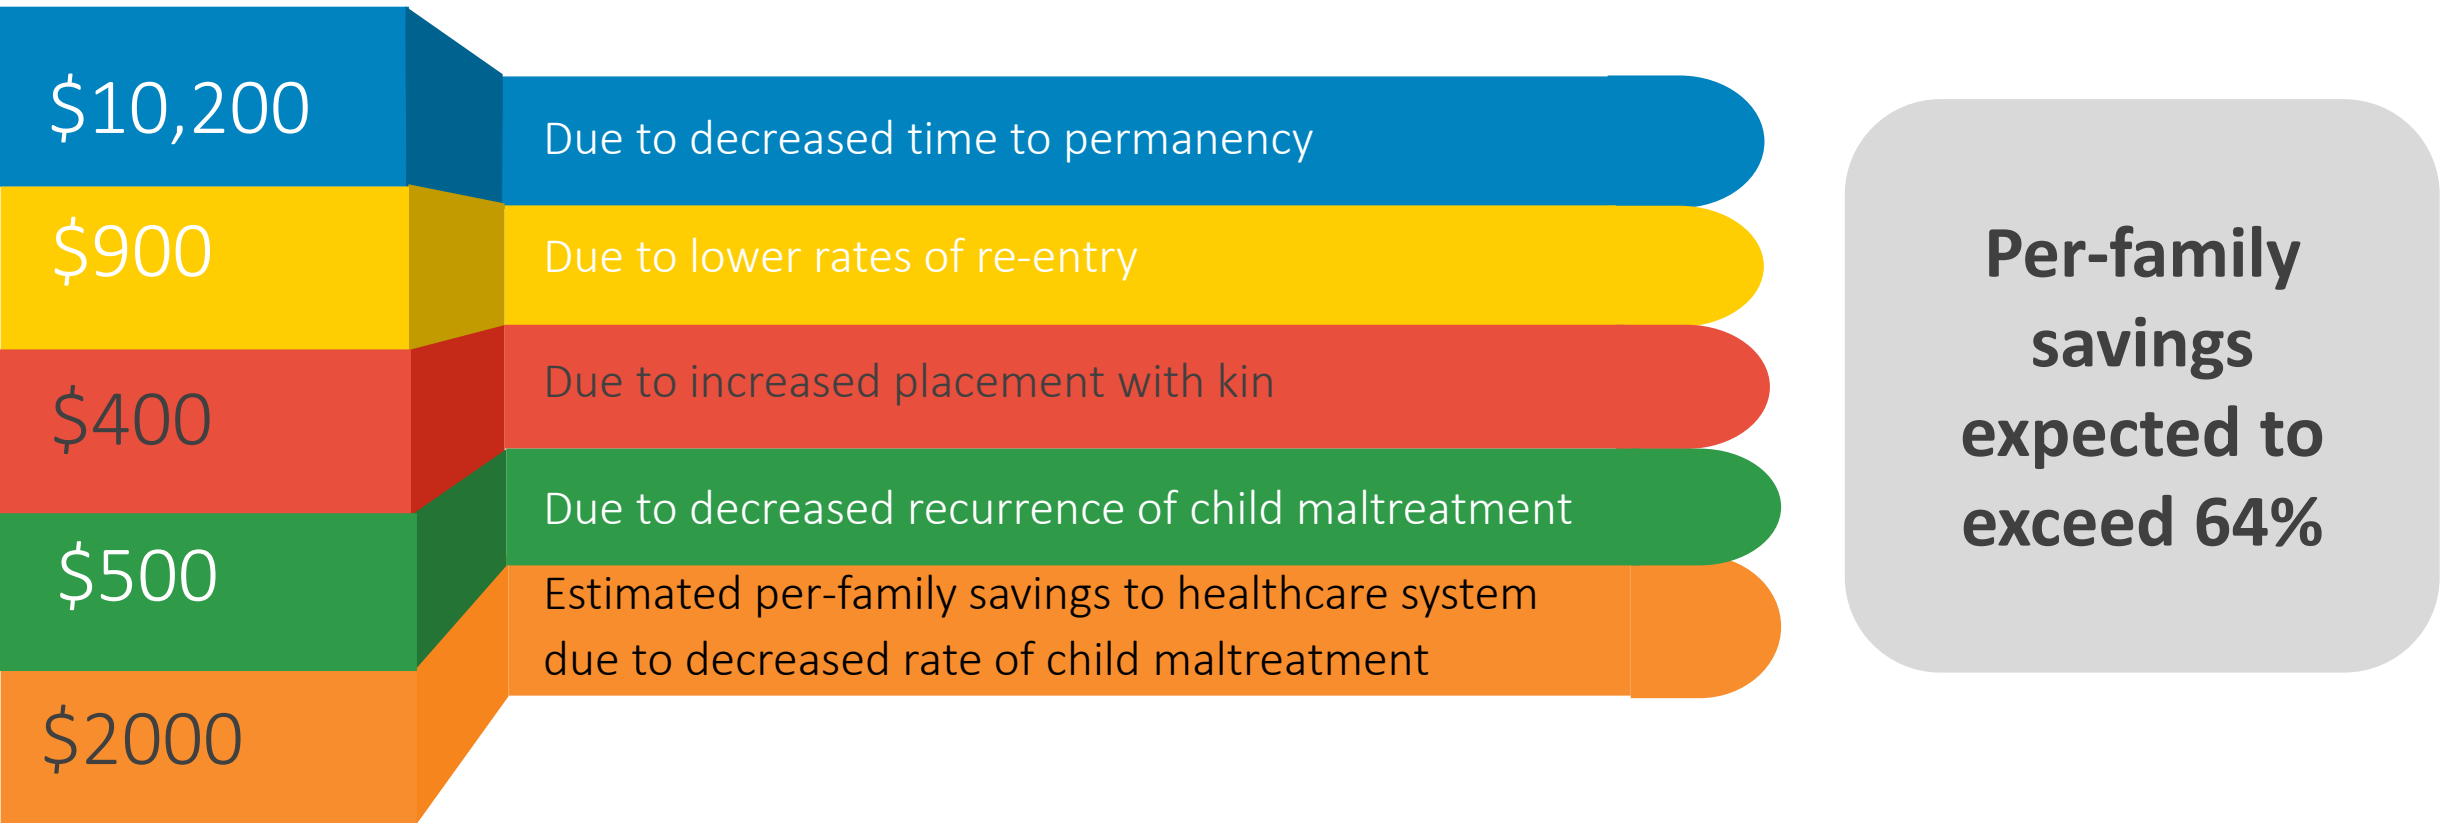 $10,200
Due to decreased time to permanency
$900
Due to lower rates of re-entry
$400
Due to increased placement with kin
$500
Due to decreased recurrence of child maltreatment
$2000
Estimated per-family savings to healthcare system
due to decreased rate of child maltreatment
Per-family
savings
expected to
exceed 64%